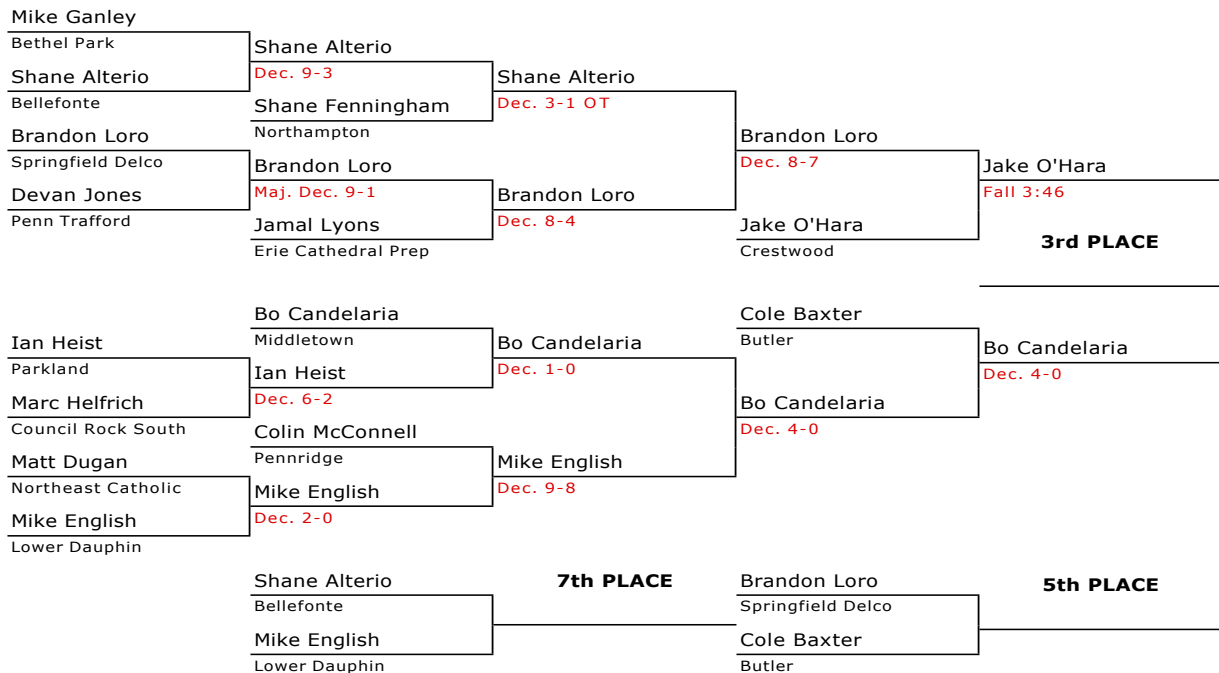 Mike Ganley
Bethel Park
Shane Alterio
Bellefonte
Brandon Loro
Springfield Delco
Devan Jones
Penn Trafford
Shane Alterio
Dec. 9-3
Shane Fenningham
Northampton
Brandon Loro
Maj. Dec. 9-1
Jamal Lyons
Erie Cathedral Prep
Shane Alterio
Dec. 3-1 OT
Brandon Loro
Dec. 8-4
Brandon Loro
Dec. 8-7
Jake O'Hara
Crestwood
Jake O'Hara
Fall 3:46
3rd PLACE
Ian Heist
Parkland
Marc Helfrich
Council Rock South
Matt Dugan
Northeast Catholic
Mike English
Lower Dauphin
Bo Candelaria
Middletown
Ian Heist
Dec. 6-2
Colin McConnell
Pennridge
Mike English
Dec. 2-0
Bo Candelaria
Dec. 1-0
Mike English
Dec. 9-8
Cole Baxter
Butler
Bo Candelaria
Dec. 4-0
Bo Candelaria
Dec. 4-0
Shane Alterio
Bellefonte
Mike English
Lower Dauphin
7th PLACE
Brandon Loro
Springfield Delco
Cole Baxter
Butler
5th PLACE